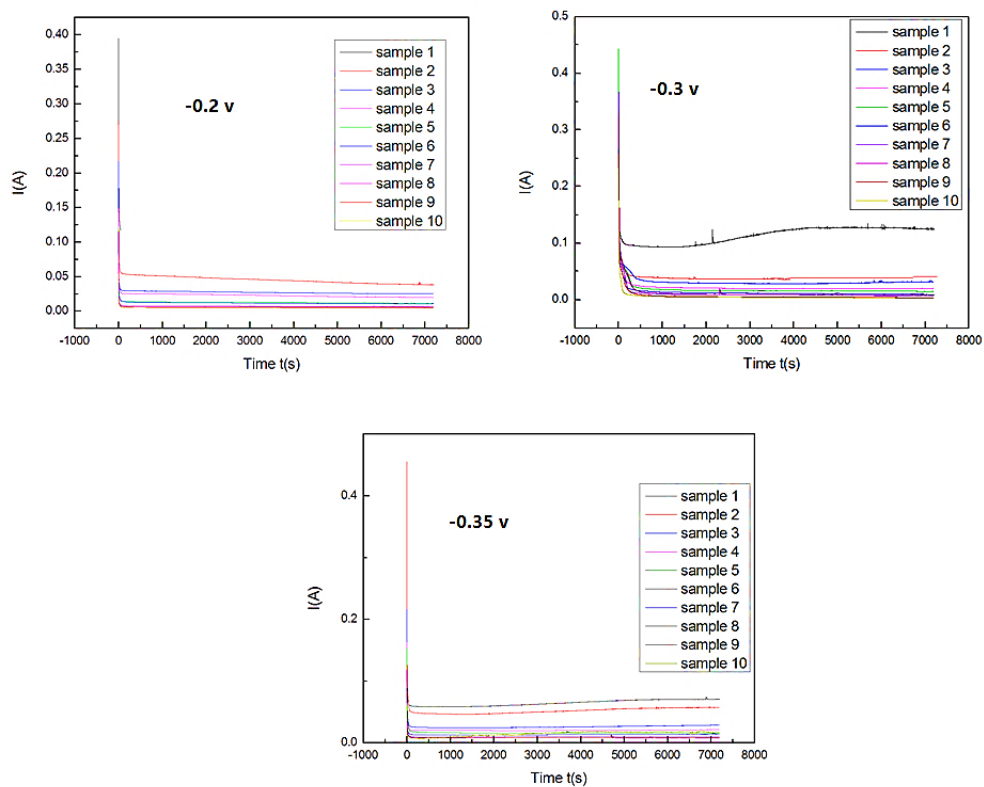 0.40
0.35
0.30
0.25
0.20
0.15
0.10
0.05
0.00
I(A)
-1000 0 1000 2000 3000 4000 5000 6000 7000 8000
Time t(s)
-0.2 v
sample 1
sample 2
sample 3
sample 4
sample 5
sample 6
sample 7
sample 8
sample 9
sample 10
0.5
0.4
0.3
0.2
0.1
0.0
I(A)
-1000 0 1000 2000 3000 4000 5000 6000 7000 8000
Time t(s)
-0.3 v
sample 1
sample 2
sample 3
sample 4
sample 5
sample 6
sample 7
sample 8
sample 9
sample 10
0.4
0.2
0.0
I(A)
-1000 0 1000 2000 3000 4000 5000 6000 7000 8000
Time t(s)
-0.35 v
sample 1
sample 2
sample 3
sample 4
sample 5
sample 6
sample 7
sample 8
sample 9
sample 10